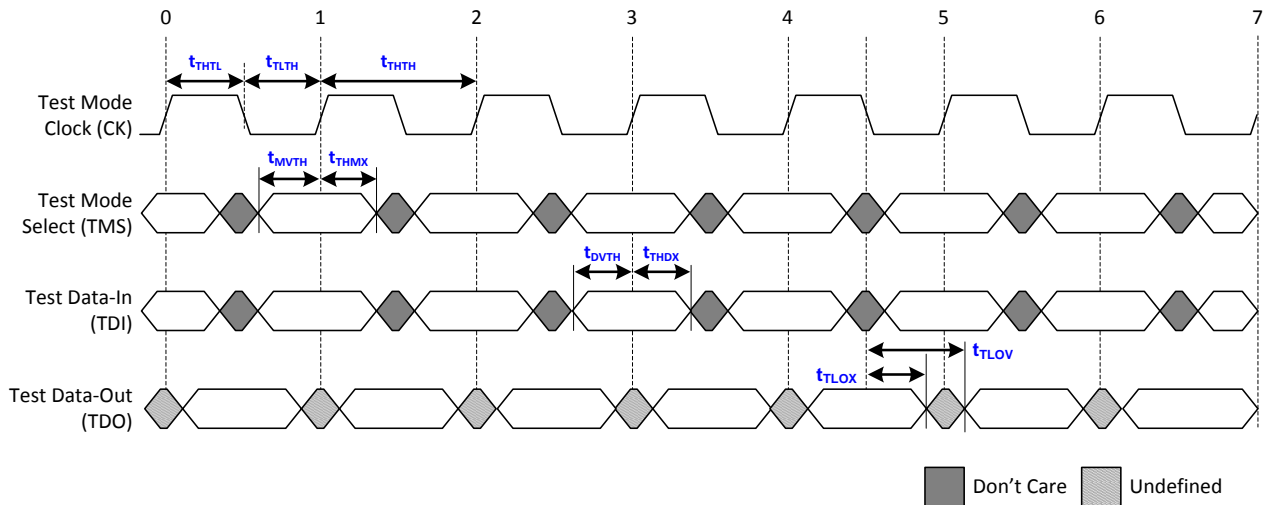 0 1 2 3 4 5 6 7
tTHTL tTLTH tTHTH
Test Mode
Clock (CK)
tMVTH tTHMX
Test Mode
Select (TMS)
tDVTH tTHDX
Test Data-In
(TDI)
tTLOV
tTLOX
Test Data-Out
(TDO)
Don't Care Undefined